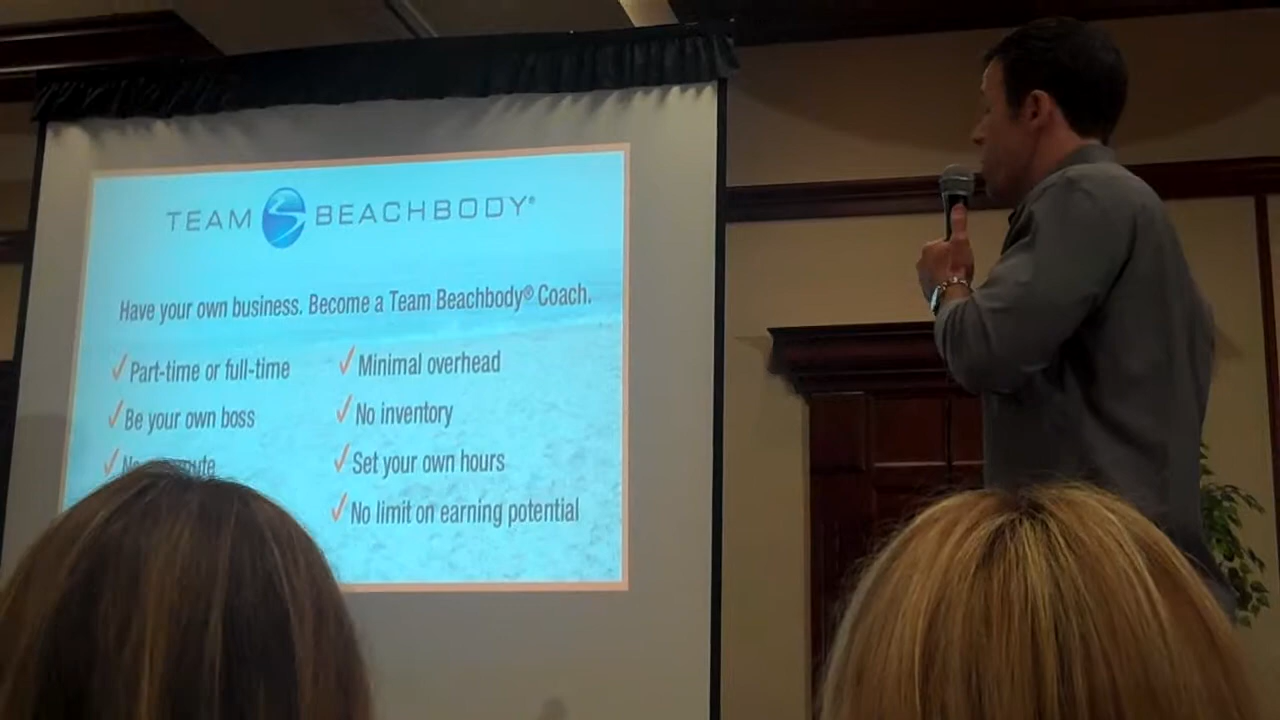 TEAM BEACHBODY®
Have your own business. Become a Team Beachbody® Coach.
✓ Part-time or full-time
✓ Be your own boss
✓ No
✓ Minimal overhead
✓ No inventory
✓ Set your own hours
✓ No limit on earning potential